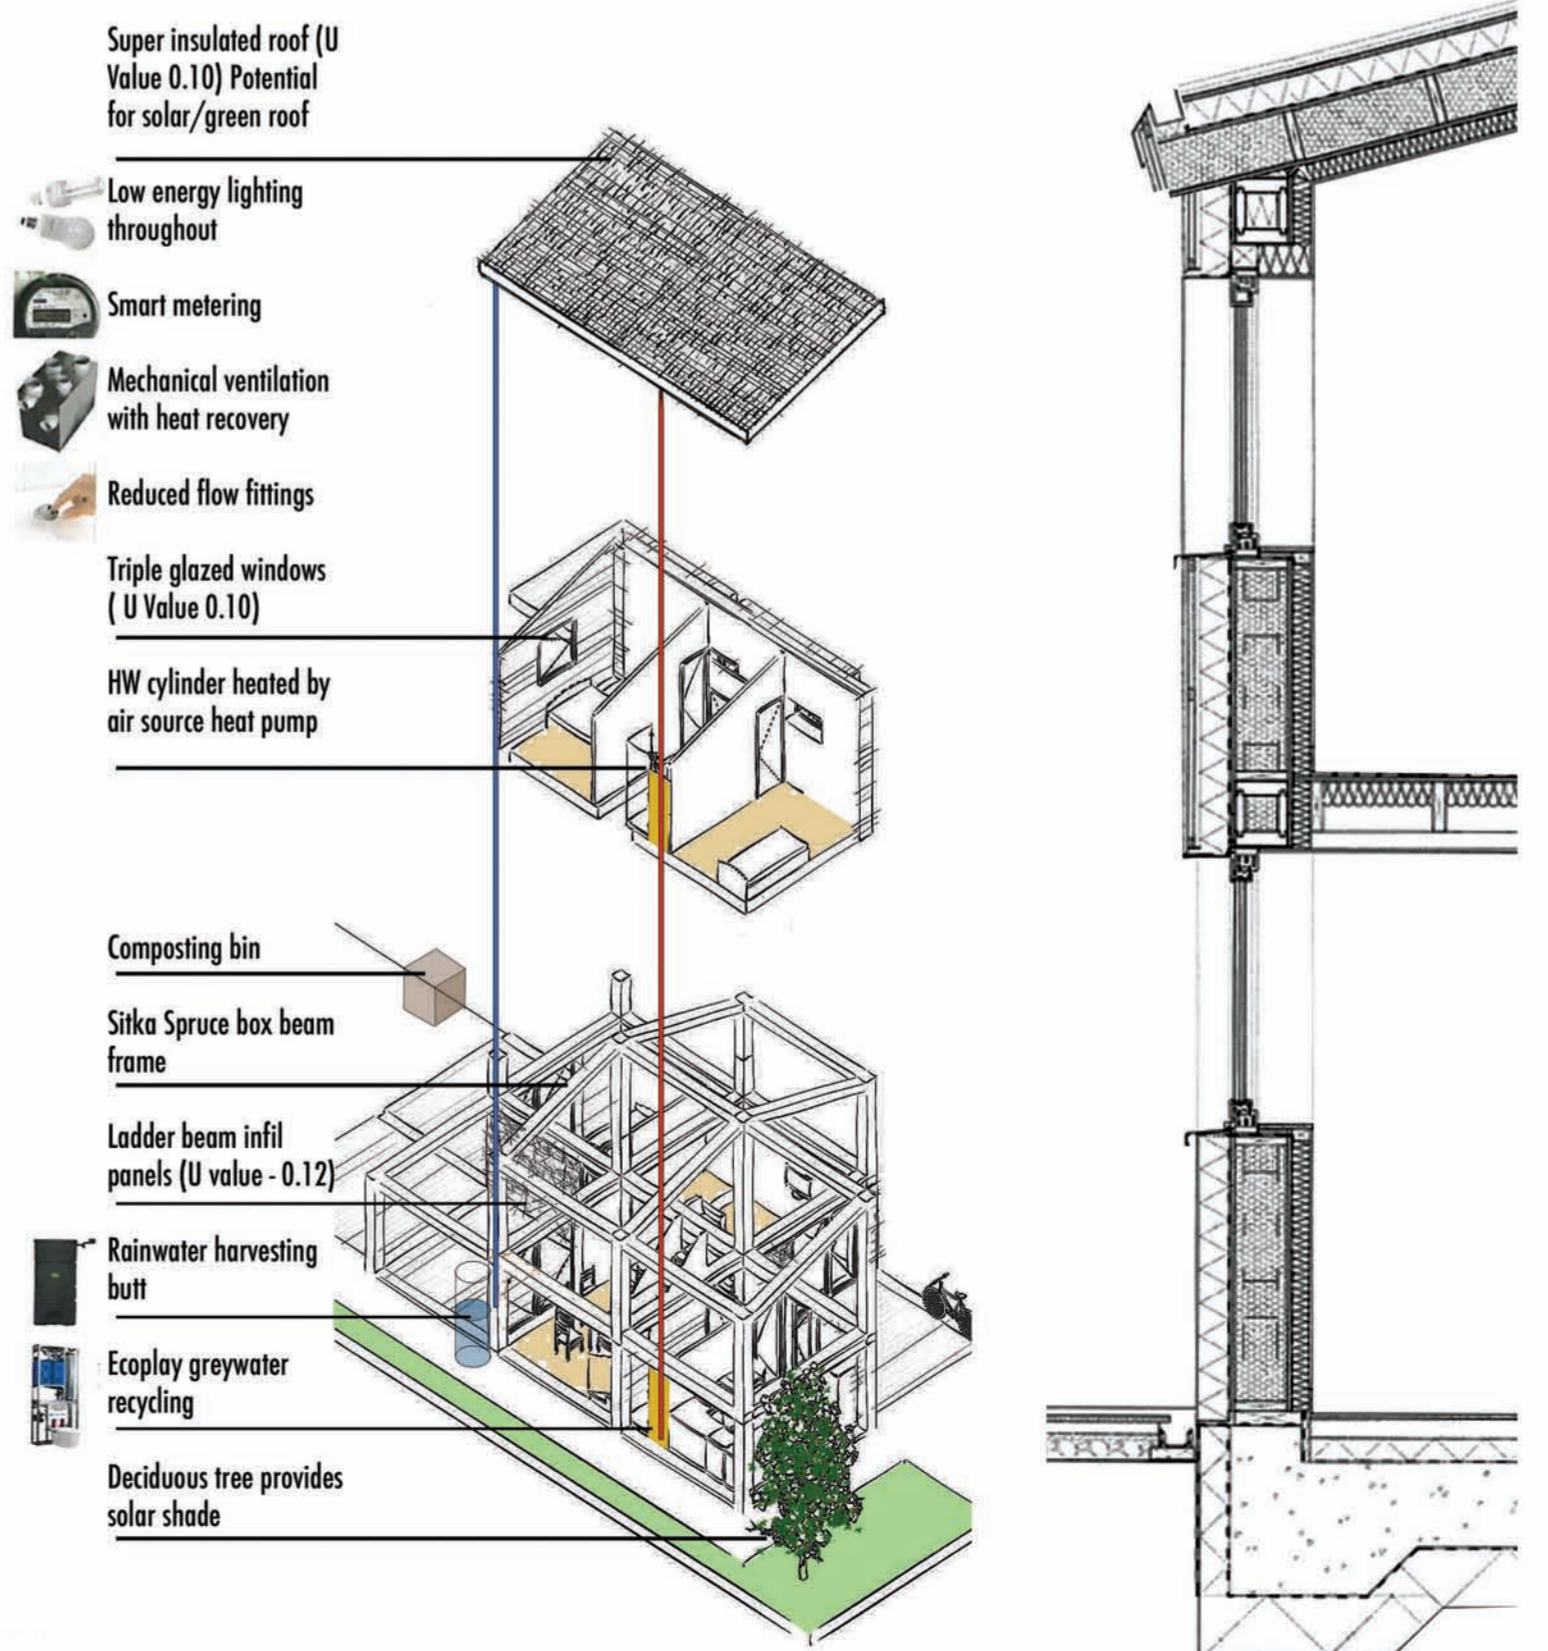 Super insulated roof (U
Value 0.10) Potential
for solar/green roof
Low energy lighting
throughout
Smart metering
Mechanical ventilation
with heat recovery
Reduced flow fittings
Triple glazed windows
( U Value 0.10)
HW cylinder heated by
air source heat pump
Composting bin
Sitka Spruce box beam
frame
Ladder beam infil
panels (U value - 0.12)
Rainwater harvesting
butt
Ecoplay greywater
recycling
Deciduous tree provides
solar shade